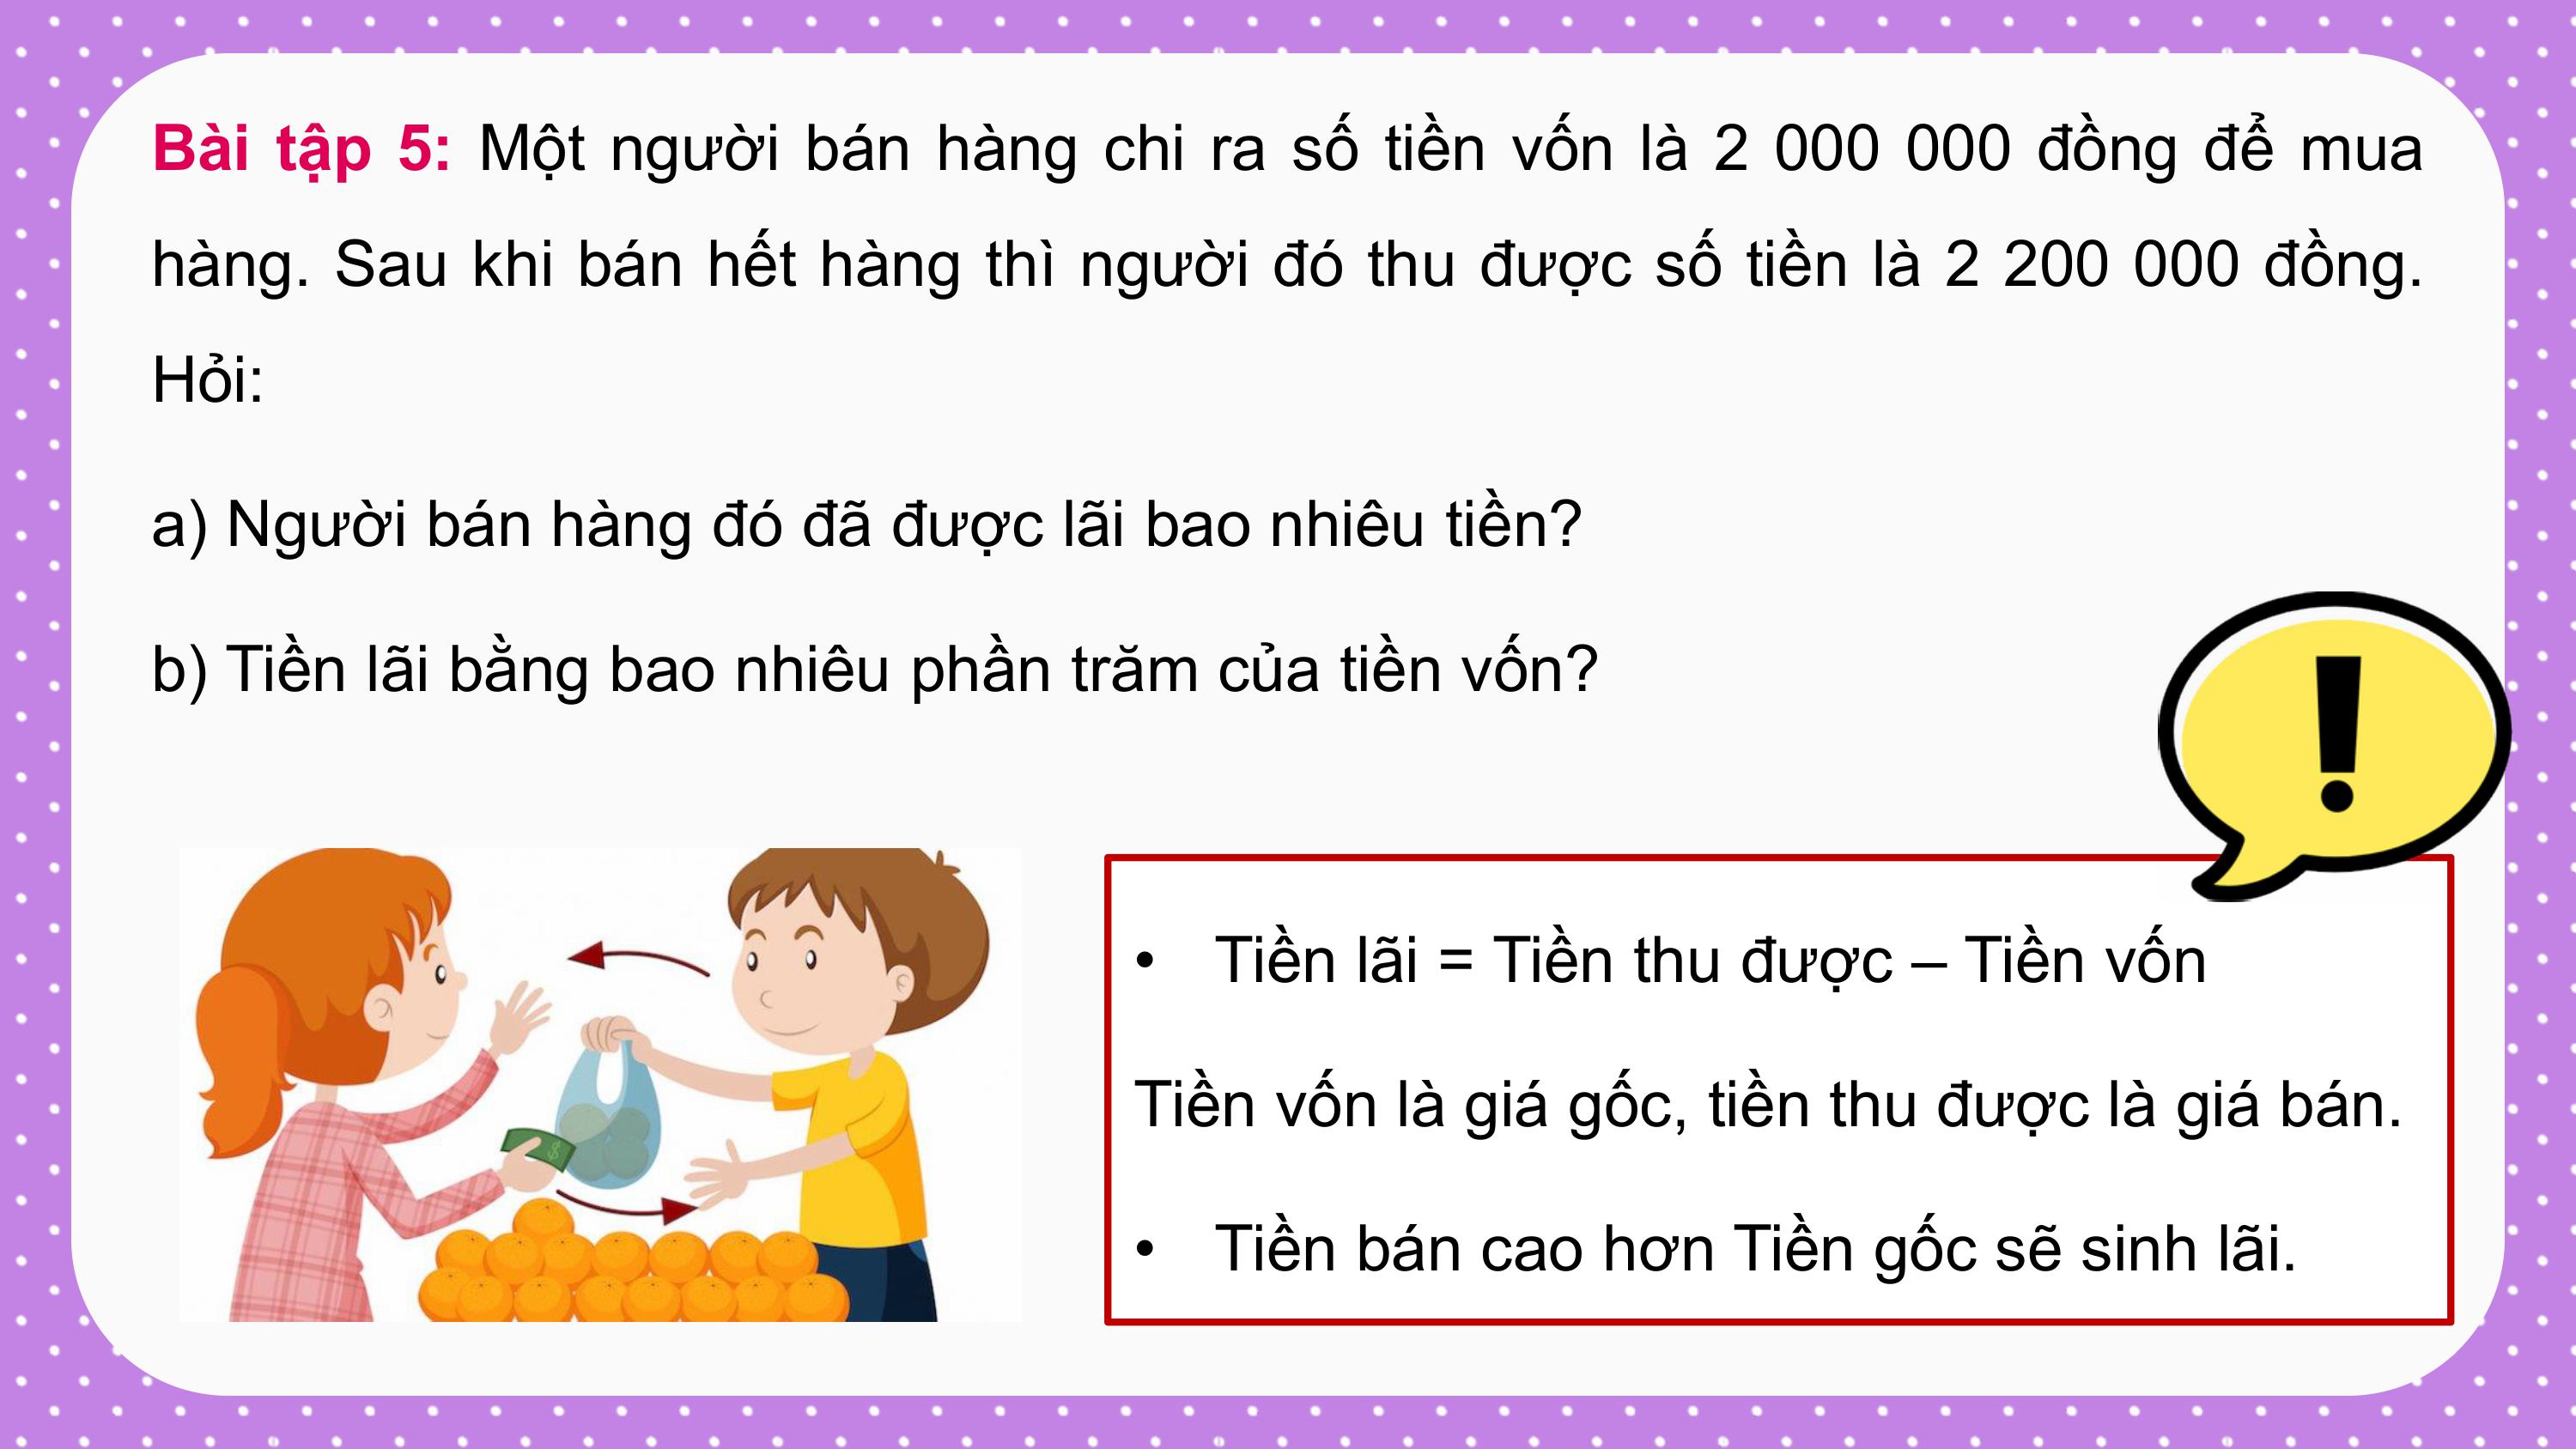 Bài tập 5: Một người bán hàng chi ra số tiền vốn là 2 000 000 đồng để mua
hàng. Sau khi bán hết hàng thì người đó thu được số tiền là 2 200 000 đồng.
Hỏi:
a) Người bán hàng đó đã được lãi bao nhiêu tiền?
b) Tiền lãi bằng bao nhiêu phần trăm của tiền vốn?
!
• Tiền lãi = Tiền thu được – Tiền vốn
Tiền vốn là giá gốc, tiền thu được là giá bán.
• Tiền bán cao hơn Tiền gốc sẽ sinh lãi.